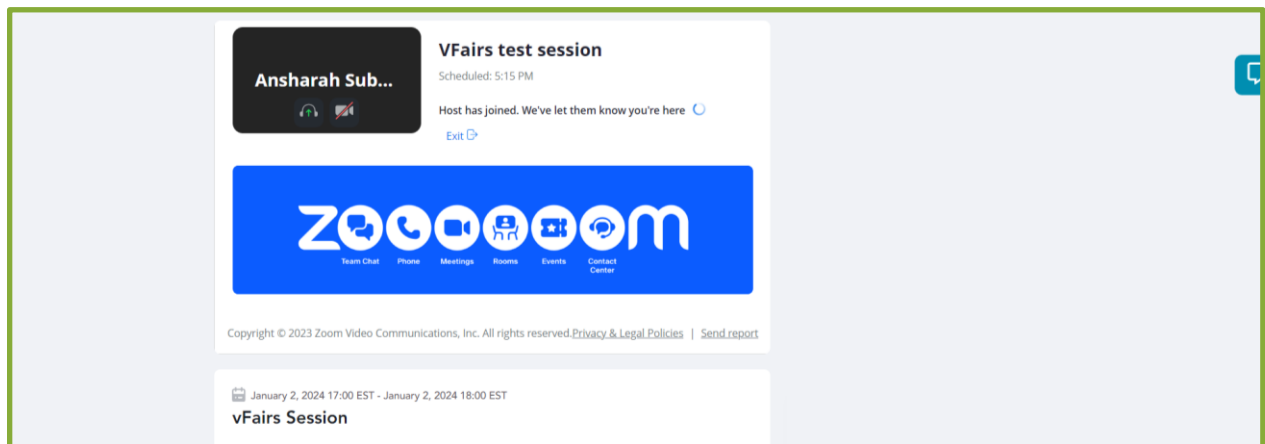 Ansharah Sub...
VFairs test session
Scheduled: 5:15 PM
Host has joined. We've let them know you're here
Exit
zoooooom
Team Chat
Phone
Meetings
Rooms
Events
Contact
Center
Copyright © 2023 Zoom Video Communications, Inc. All rights reserved.Privacy & Legal Policies | Send report
January 2, 2024 17:00 EST - January 2, 2024 18:00 EST
vFairs Session